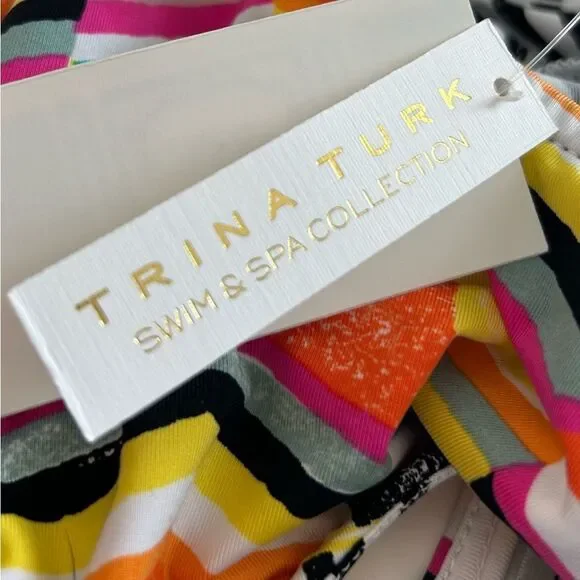 TRINA TURK
SWIM & SPA COLLECTION